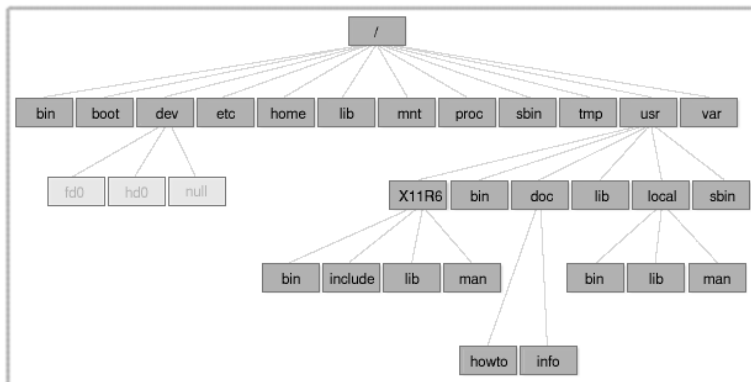 /
bin boot dev etc home lib mnt proc sbin tmp usr var
fd0 hd0 null X11R6 bin doc lib local sbin
bin include lib man bin lib man
howto info